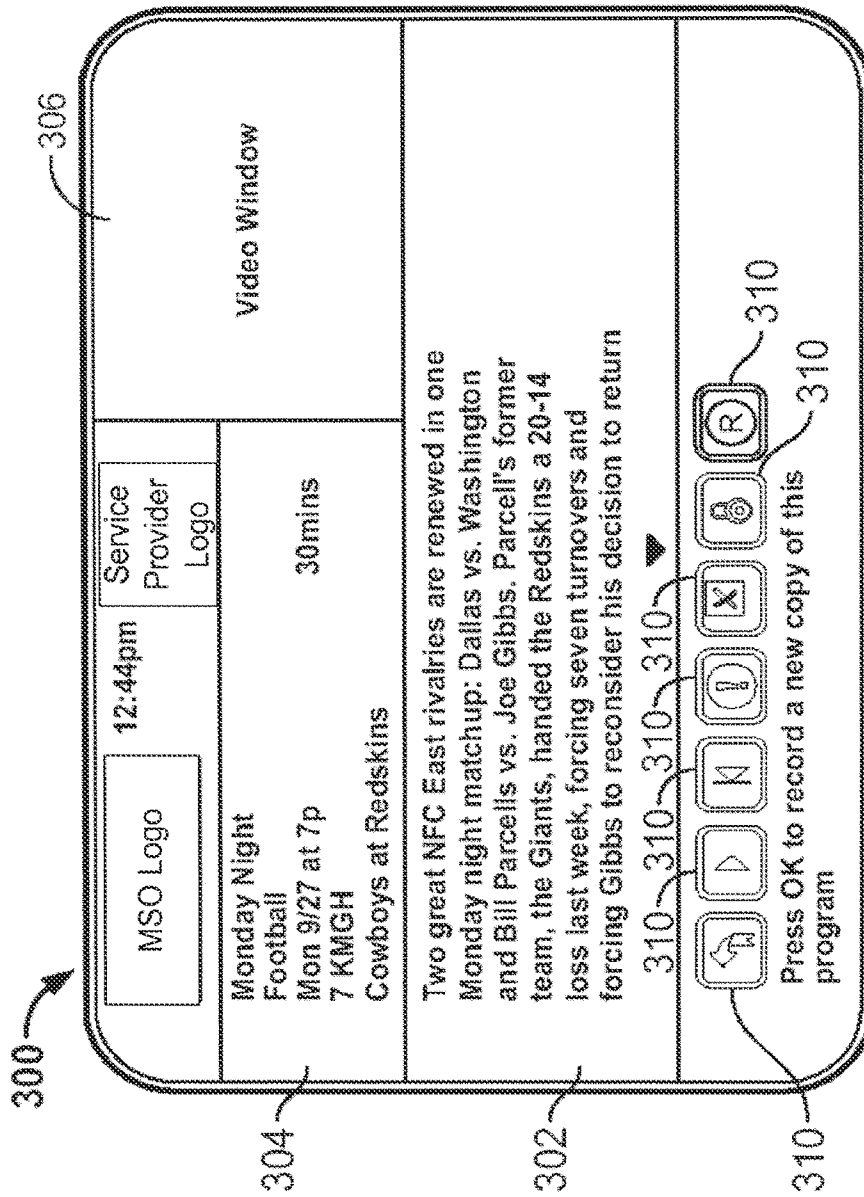 300
306
MSO Logo
12:44pm
Service
Provider
Logo
Video Window
304
Monday Night
Football
Mon 9/27 at 7p
7 KMGH
Cowboys at Redskins
30mins
302
Two great NFC East rivalries are renewed in one
Monday night matchup: Dallas vs. Washington
and Bill Parcells vs. Joe Gibbs. Parcell's former
team, the Giants, handed the Redskins a 20-14
loss last week, forcing seven turnovers and
forcing Gibbs to reconsider his decision to return
310
310
310
310
310
X
R
310
310
Press OK to record a new copy of this
program